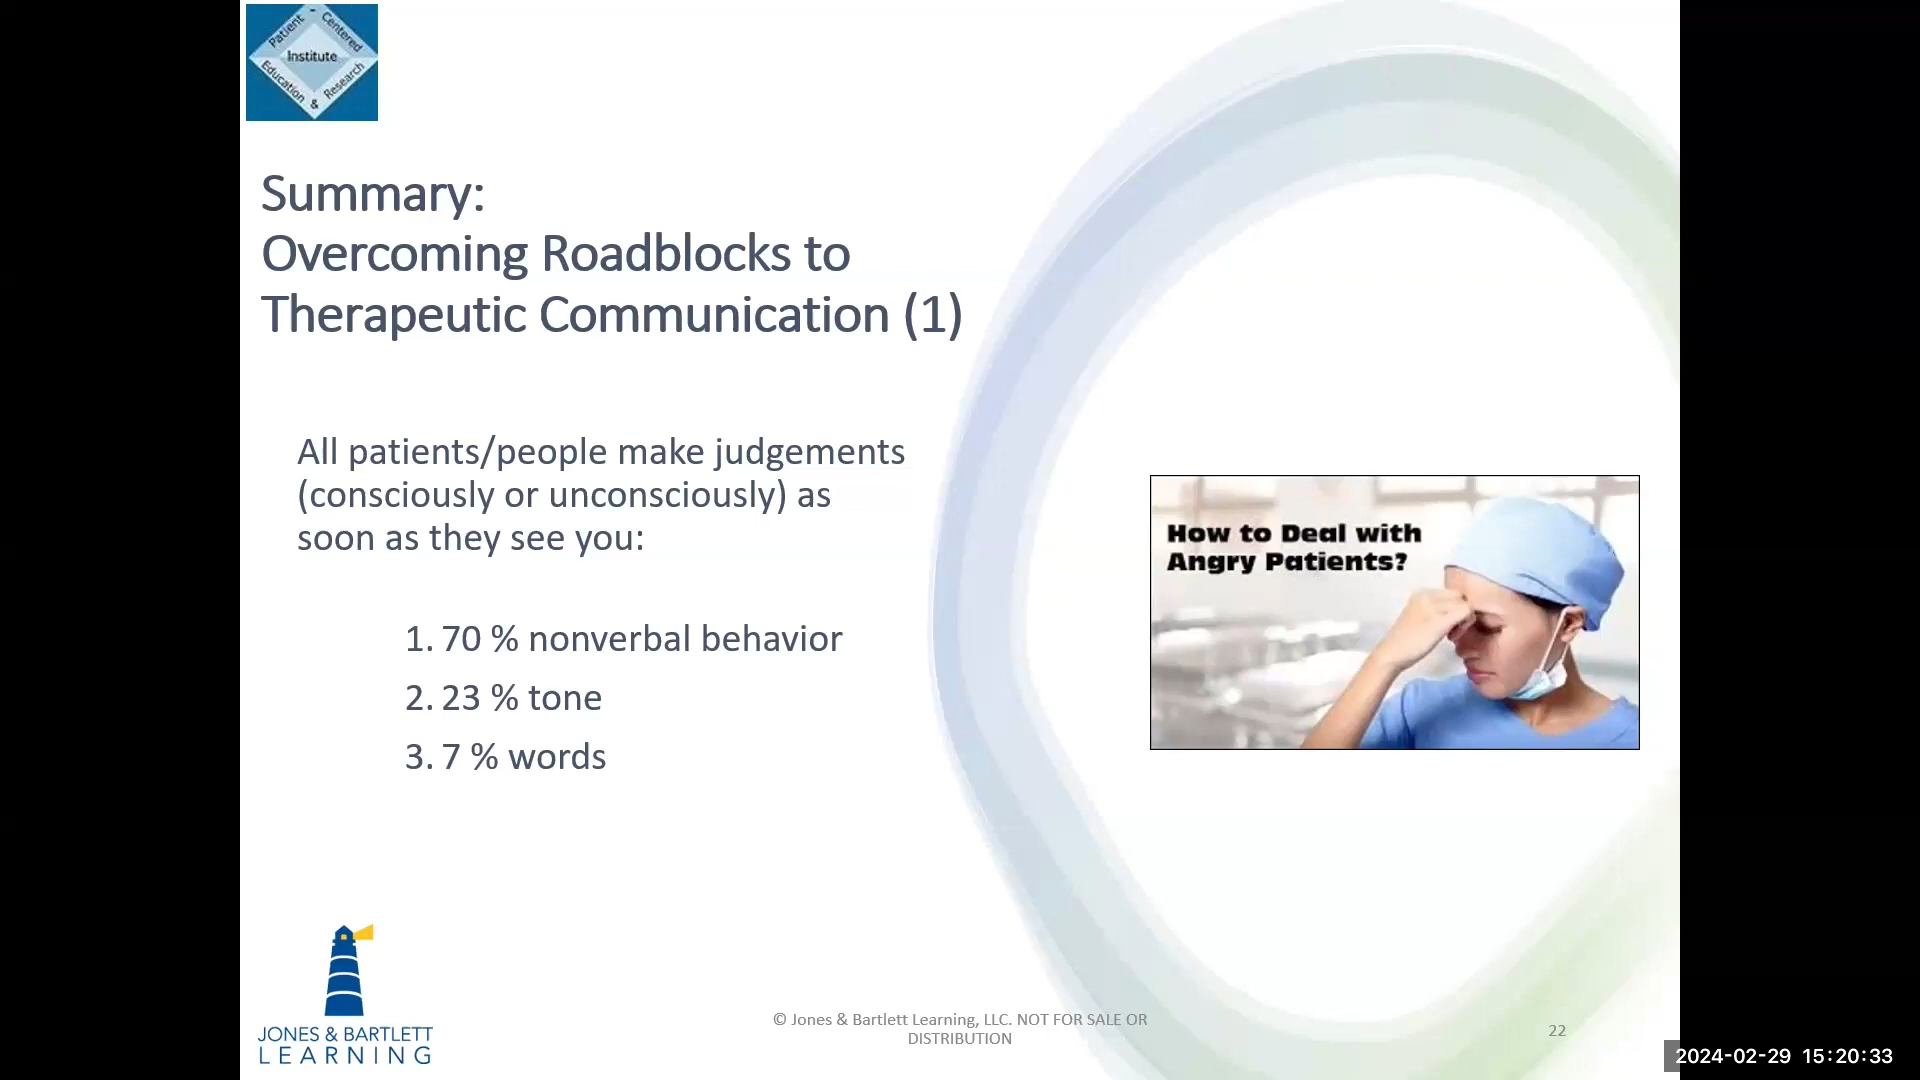 Patient - Centered
Institute
Education & Research
Summary:
Overcoming Roadblocks to
Therapeutic Communication (1)
All patients/people make judgements
(consciously or unconsciously) as
soon as they see you:
1. 70 % nonverbal behavior
2. 23 % tone
3. 7 % words
How to Deal with
Angry Patients?
JONES & BARTLETT
LEARNING
© Jones & Bartlett Learning, LLC. NOT FOR SALE OR
DISTRIBUTION
22
2024-02-29 15:20:33